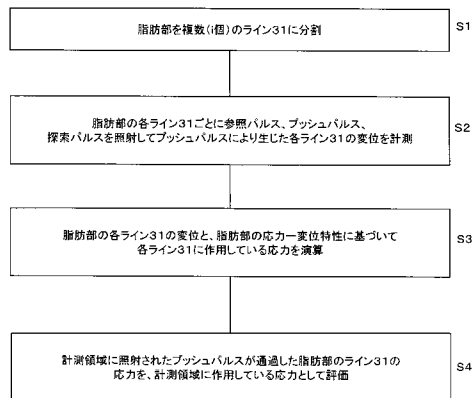 脂肪部を複数(i個)のライン31に分割
S1
脂肪部の各ライン31ごとに参照パルス、プッシュパルス、
探索パルスを照射してプッシュパルスにより生じた各ライン31の変位を計測
S2
脂肪部の各ライン31の変位と、脂肪部の応力ー変位特性に基づいて
各ライン31に作用している応力を演算
S3
計測領域に照射されたプッシュパルスが通過した脂肪部のライン31の
応力を、計測領域に作用している応力として評価
S4